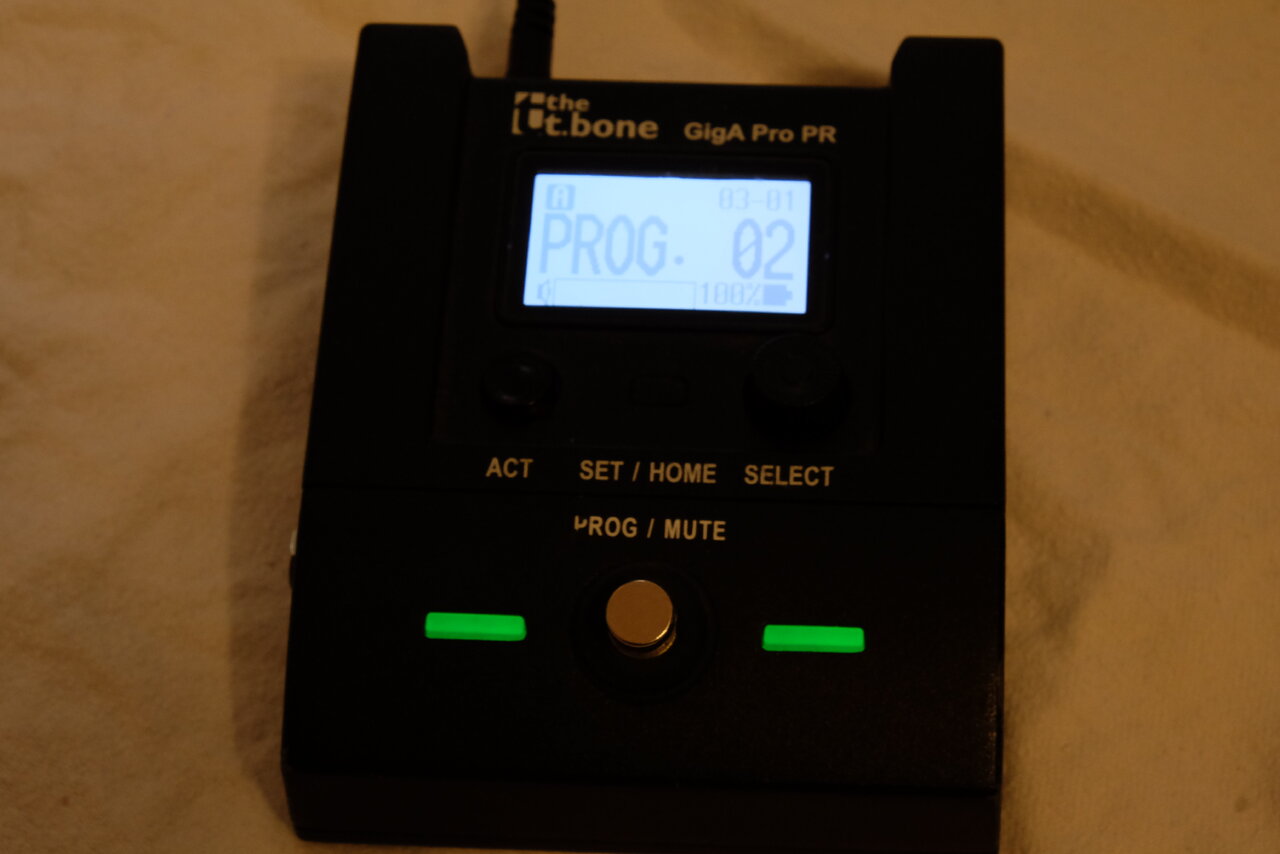 the
t.bone GigA Pro PR
A 03-01
PROG. 02
100%
ACT SET / HOME SELECT
PROG / MUTE